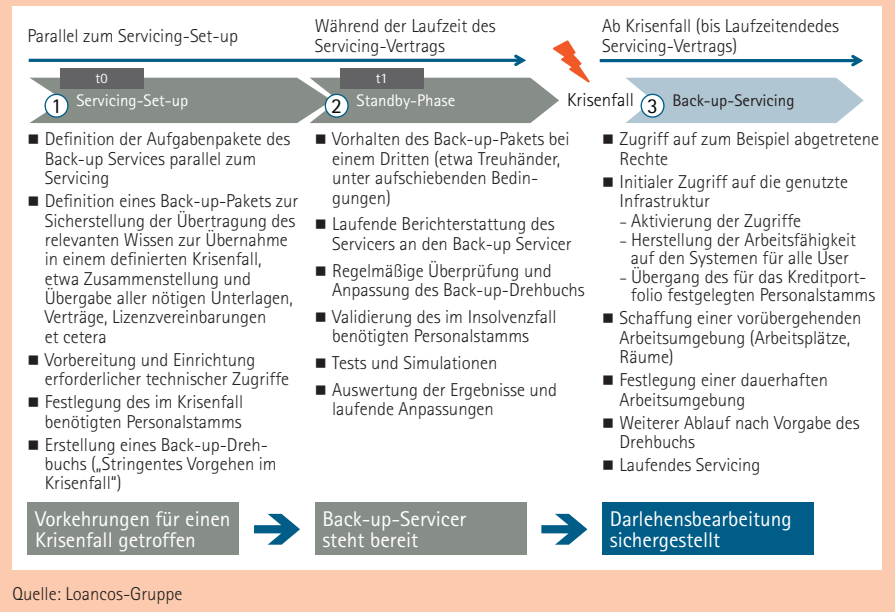 Parallel zum Servicing-Set-up
Während der Laufzeit des
Servicing-Vertrags
Ab Krisenfall (bis Laufzeitendedes
Servicing-Vertrags)
t0
1 Servicing-Set-up
t1
2 Standby-Phase
Krisenfall
3 Back-up-Servicing
■ Definition der Aufgabenpakete des
Back-up Services parallel zum
Servicing
■ Definition eines Back-up-Pakets zur
Sicherstellung der Übertragung des
relevanten Wissen zur Übernahme
in einem definierten Krisenfall,
etwa Zusammenstellung und
Übergabe aller nötigen Unterlagen,
Verträge, Lizenzvereinbarungen
et cetera
■ Vorbereitung und Einrichtung
erforderlicher technischer Zugriffe
■ Festlegung des im Krisenfall
benötigten Personalstamms
■ Erstellung eines Back-up-Dreh-
buchs („Stringentes Vorgehen im
Krisenfall")
■ Vorhalten des Back-up-Pakets bei
einem Dritten (etwa Treuhänder,
unter aufschiebenden Bedin-
gungen)
■ Laufende Berichterstattung des
Servicers an den Back-up Servicer
■ Regelmäßige Überprüfung und
Anpassung des Back-up-Drehbuchs
■ Validierung des im Insolvenzfall
benötigten Personalstamms
■ Tests und Simulationen
■ Auswertung der Ergebnisse und
laufende Anpassungen
■ Zugriff auf zum Beispiel abgetretene
Rechte
■ Initialer Zugriff auf die genutzte
Infrastruktur
– Aktivierung der Zugriffe
– Herstellung der Arbeitsfähigkeit
auf den Systemen für alle User
– Übergang des für das Kreditport-
folio festgelegten Personalstamms
■ Schaffung einer vorübergehenden
Arbeitsumgebung (Arbeitsplätze,
Räume)
■ Festlegung einer dauerhaften
Arbeitsumgebung
■ Weiterer Ablauf nach Vorgabe des
Drehbuchs
■ Laufendes Servicing
Vorkehrungen für einen
Krisenfall getroffen
Back-up-Servicer
steht bereit
Darlehensbearbeitung
sichergestellt
Quelle: Loancos-Gruppe